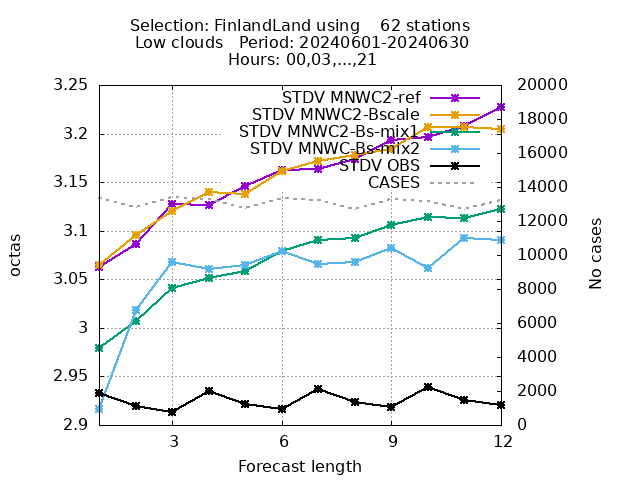 Selection: FinlandLand using    62 stations
Low clouds   Period: 20240601-20240630
Hours: 00,03,...,21
STDV MNWC2-ref
STDV MNWC2-Bscale
STDV MNWC2-Bs-mix1
STDV MNWC-Bs-mix2
STDV OBS
CASES
octas
3.25
3.2
3.15
3.1
3.05
3
2.95
2.9
No cases
20000
18000
16000
14000
12000
10000
8000
6000
4000
2000
0
3 6 9 12
Forecast length